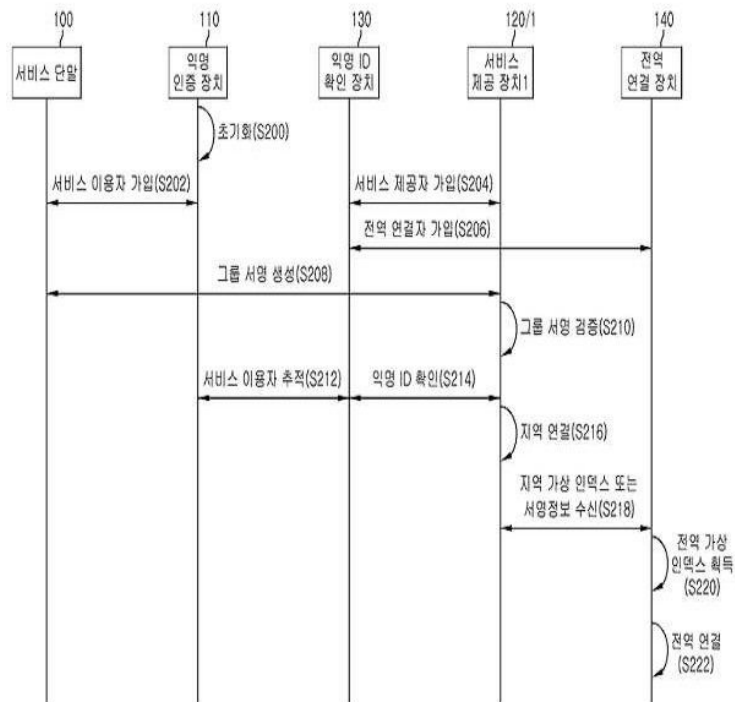 100
110
130
120/1
140
서비스 단말
익명
인증 장치
익명 ID
확인 장치
서비스
제공 장치1
전역
연결 장치
초기화(S200)
서비스 이용자 가입(S202)
서비스 제공자 가입(S204)
전역 연결자 가입(S206)
그룹 서명 생성(S208)
그룹 서명 검증(S210)
서비스 이용자 추적(S212)
익명 ID 확인(S214)
지역 연결(S216)
지역 가상 인덱스 또는
서명정보 수신(S218)
전역 가상
인덱스 획득
(S220)
전역 연결
(S222)